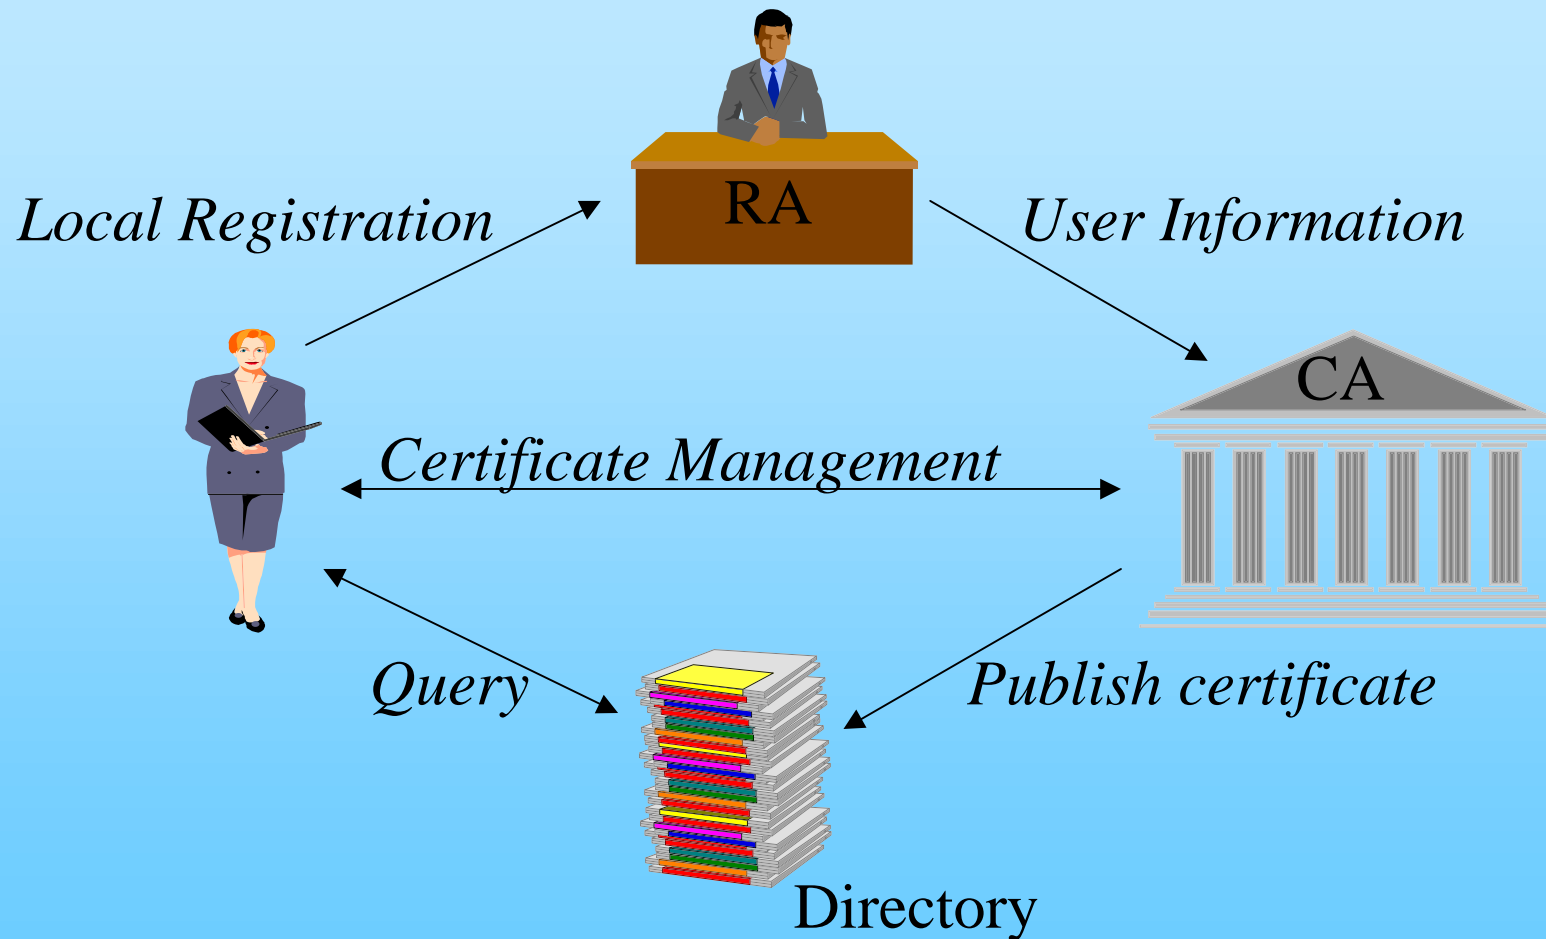 RA
Local Registration
User Information
CA
Certificate Management
Query
Publish certificate
Directory